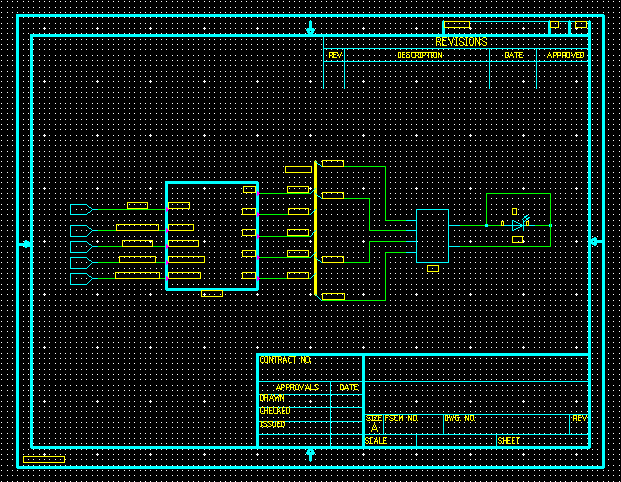 REVISIONS
REV DESCRIPTION DATE APPROVED
CONTRACT NO.
APPROVALS DATE
DRAWN
CHECKED
ISSUED
SIZE FSCM NO. DWG. NO. REV
A
SCALE SHEET